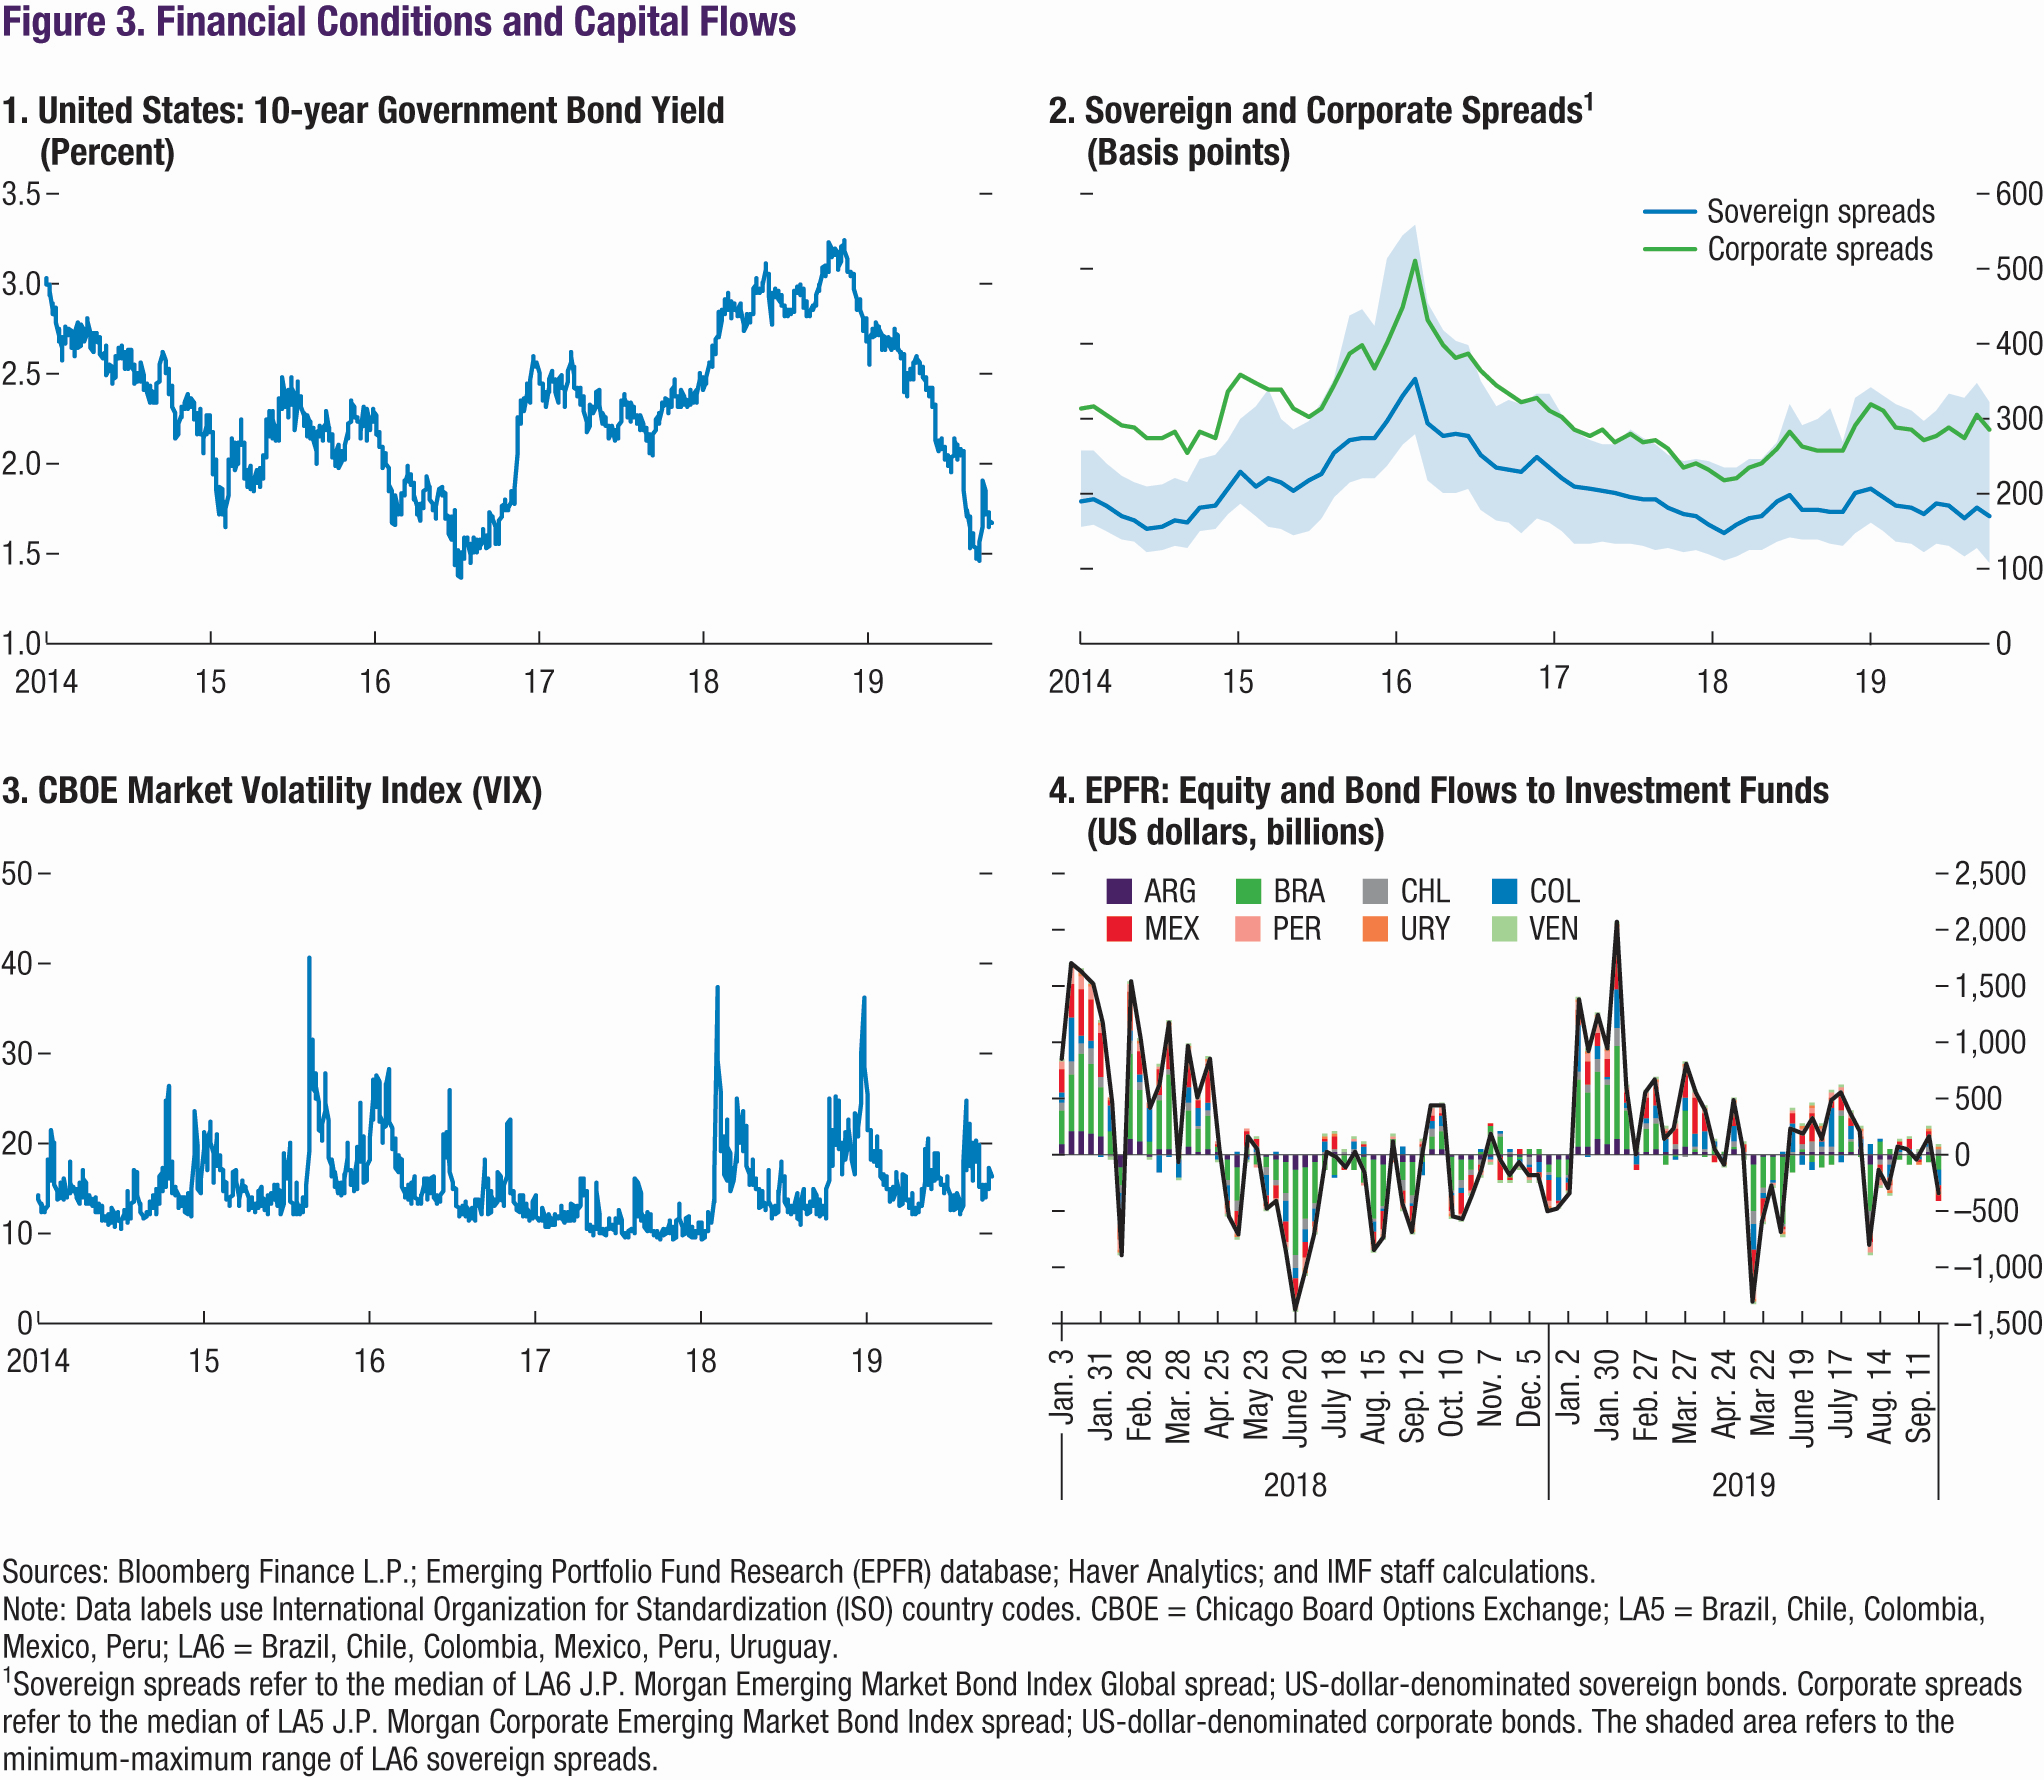 Figure 3. Financial Conditions and Capital Flows
1. United States: 10-year Government Bond Yield
(Percent)
3.5
3.0
2.5
2.0
1.5
1.0
2014 15 16 17 18 19
2. Sovereign and Corporate Spreads1
(Basis points)
Sovereign spreads
Corporate spreads
600
500
400
300
200
100
0
2014 15 16 17 18 19
3. CBOE Market Volatility Index (VIX)
50
40
30
20
10
0
2014 15 16 17 18 19
4. EPFR: Equity and Bond Flows to Investment Funds
(US dollars, billions)
ARG BRA CHL COL
MEX PER URY VEN
2,500
2,000
1,500
1,000
500
0
–500
–1,000
–1,500
Jan. 3 Jan. 31 Feb. 28 Mar. 28 Apr. 25 May 23 June 20 July 18 Aug. 15 Sep. 12 Oct. 10 Nov. 7 Dec. 5 Jan. 2 Jan. 30 Feb. 27 Mar. 27 Apr. 24 Mar 22 June 19 July 17 Aug. 14 Sep. 11
2018 2019
Sources: Bloomberg Finance L.P.; Emerging Portfolio Fund Research (EPFR) database; Haver Analytics; and IMF staff calculations.
Note: Data labels use International Organization for Standardization (ISO) country codes. CBOE = Chicago Board Options Exchange; LA5 = Brazil, Chile, Colombia,
Mexico, Peru; LA6 = Brazil, Chile, Colombia, Mexico, Peru, Uruguay.
1Sovereign spreads refer to the median of LA6 J.P. Morgan Emerging Market Bond Index Global spread; US-dollar-denominated sovereign bonds. Corporate spreads
refer to the median of LA5 J.P. Morgan Corporate Emerging Market Bond Index spread; US-dollar-denominated corporate bonds. The shaded area refers to the
minimum-maximum range of LA6 sovereign spreads.